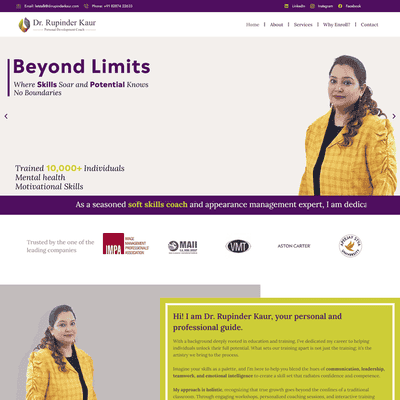 Phone: +91 82874 22633
LinkedIn
Instagram
Facebook
Dr. Rupinder Kaur
Personal Development Coach
Home
About
Services
Why Enroll?
Contact
Beyond Limits
Where Skills Soar and Potential Knows
No Boundaries
Trained 10,000+ Individuals
Mental health
Motivational Skills
As a seasoned soft skills coach and appearance management expert, I am dedica
Trusted by the one of the
leading companies
IMPA
IMAGE
MANAGEMENT
PROFESSIONALS
ASSOCIATION
MAII
VMT
ASTON CARTER
Hi! I am Dr. Rupinder Kaur, your personal and
professional guide.
With a background deeply rooted in education and training, I've dedicated my career to helping
individuals unlock their full potential. What sets our training apart is not just the training; it's the
artistry we bring to the process.
Imagine your skills as a palette, and I'm here to help you blend the hues of communication, leadership,
teamwork, and emotional intelligence to create a skill set that radiates confidence and competence.
My approach is holistic, recognizing that true growth goes beyond the confines of a traditional
classroom. Through engaging workshops, personalized coaching sessions, and interactive training